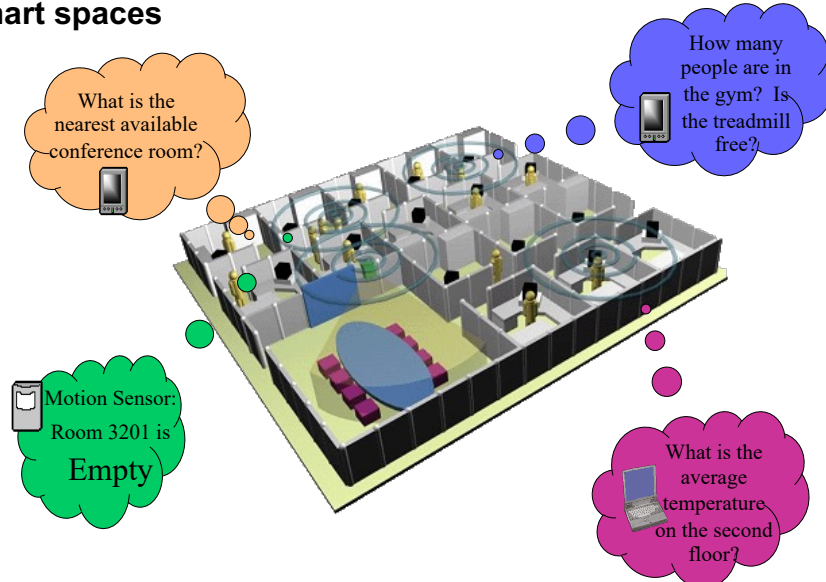 mart spaces
How many
people are in
the gym? Is
the treadmill
free?
What is the
nearest available
conference room?
Motion Sensor:
Room 3201 is
Empty
What is the
average
temperature
on the second
floor?